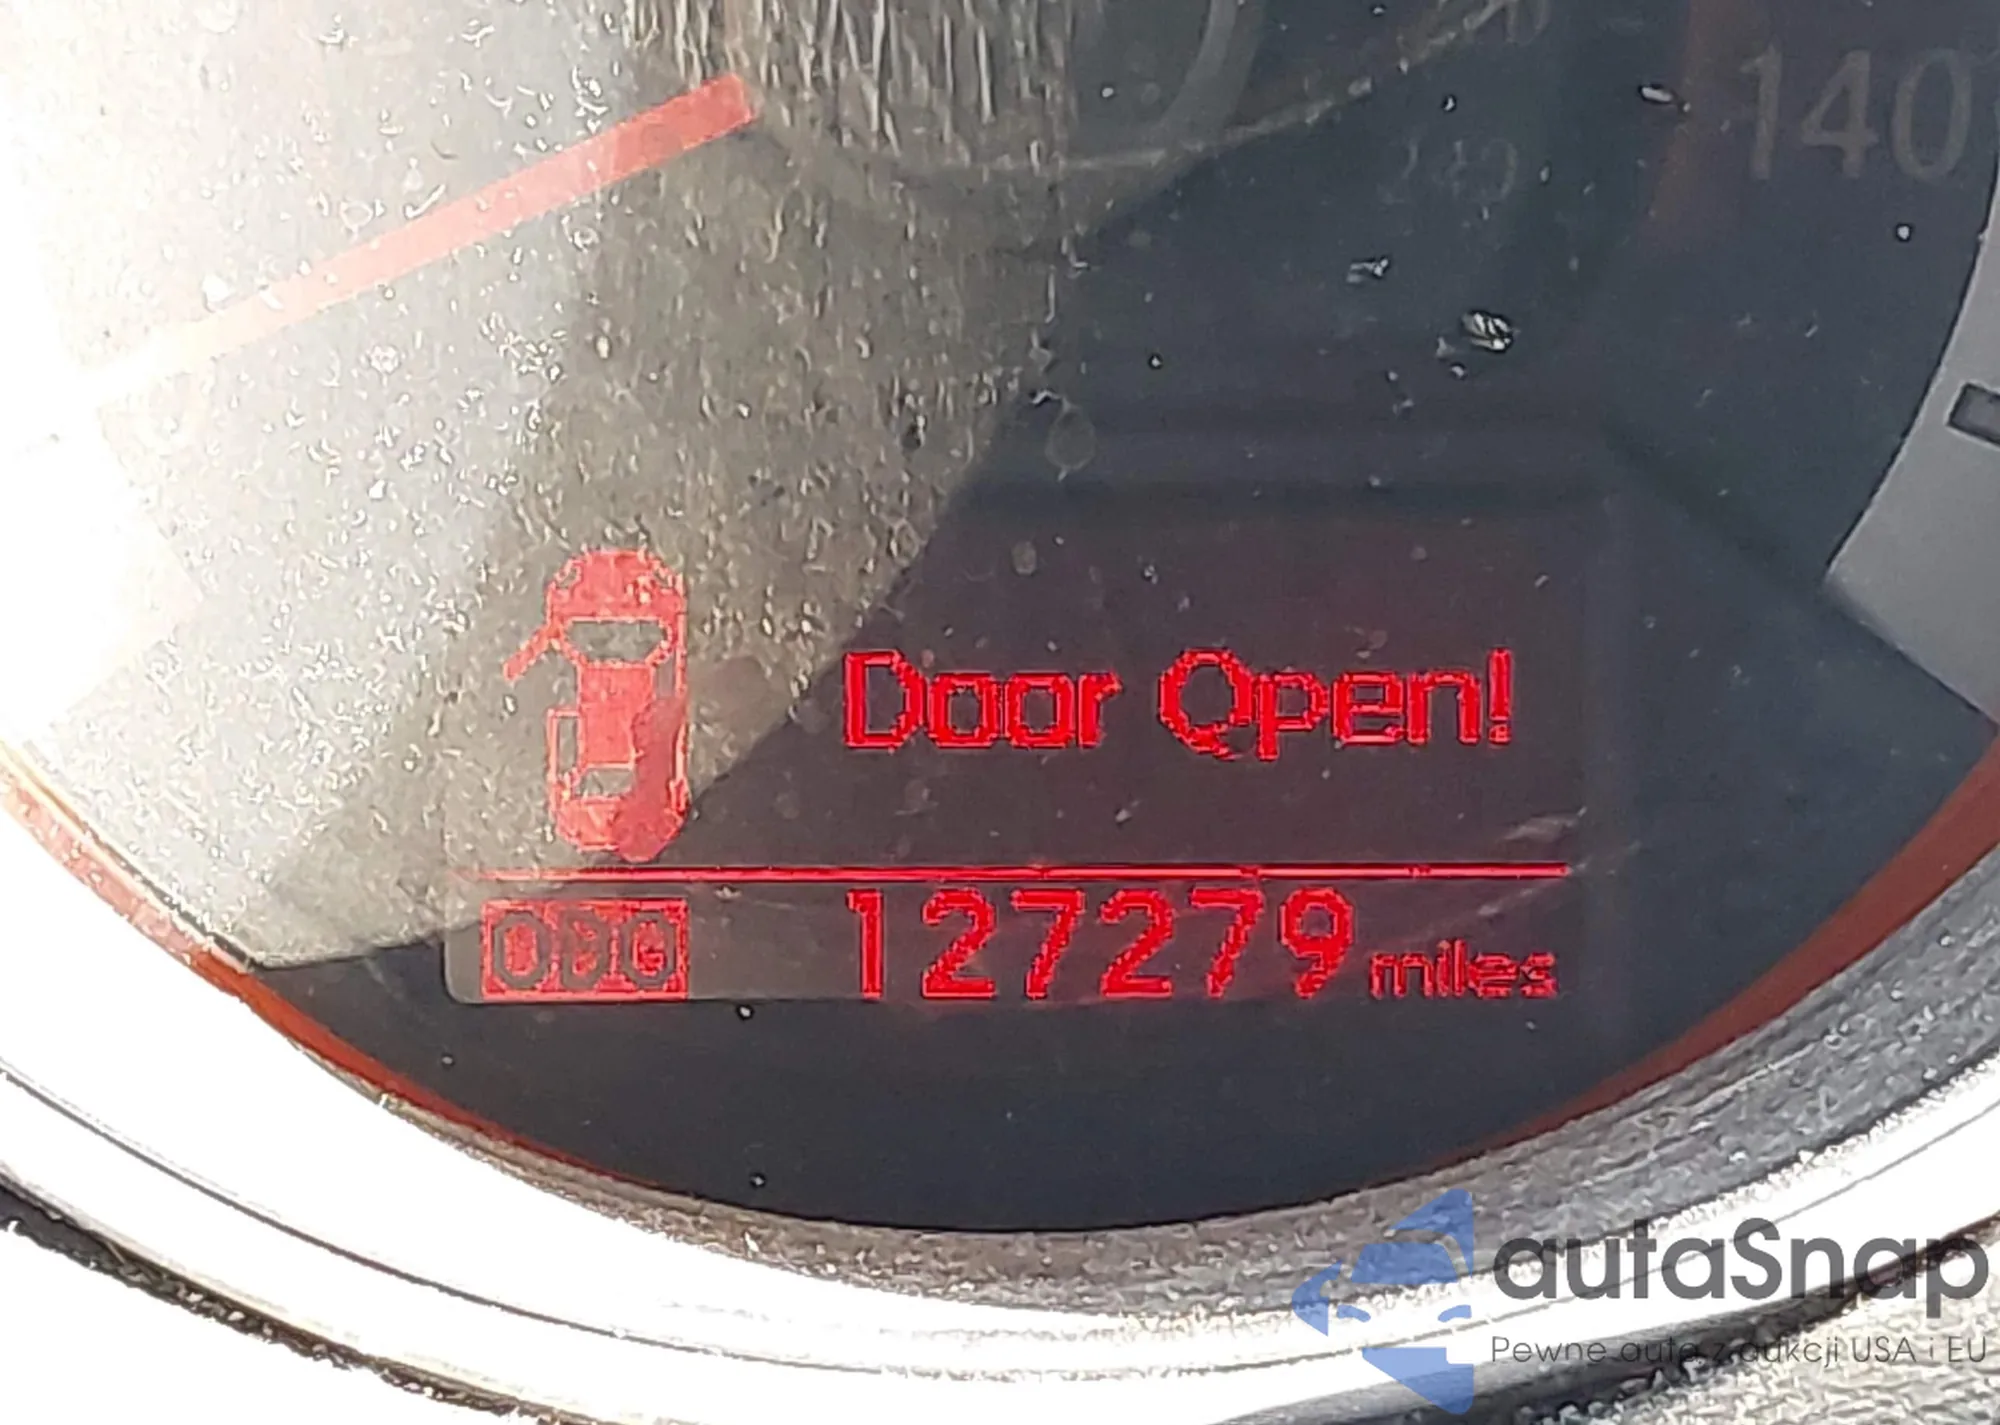 140
Door Open!
ODO 127279 miles
autaSnap
Pewne auta z aukcji USA i EU